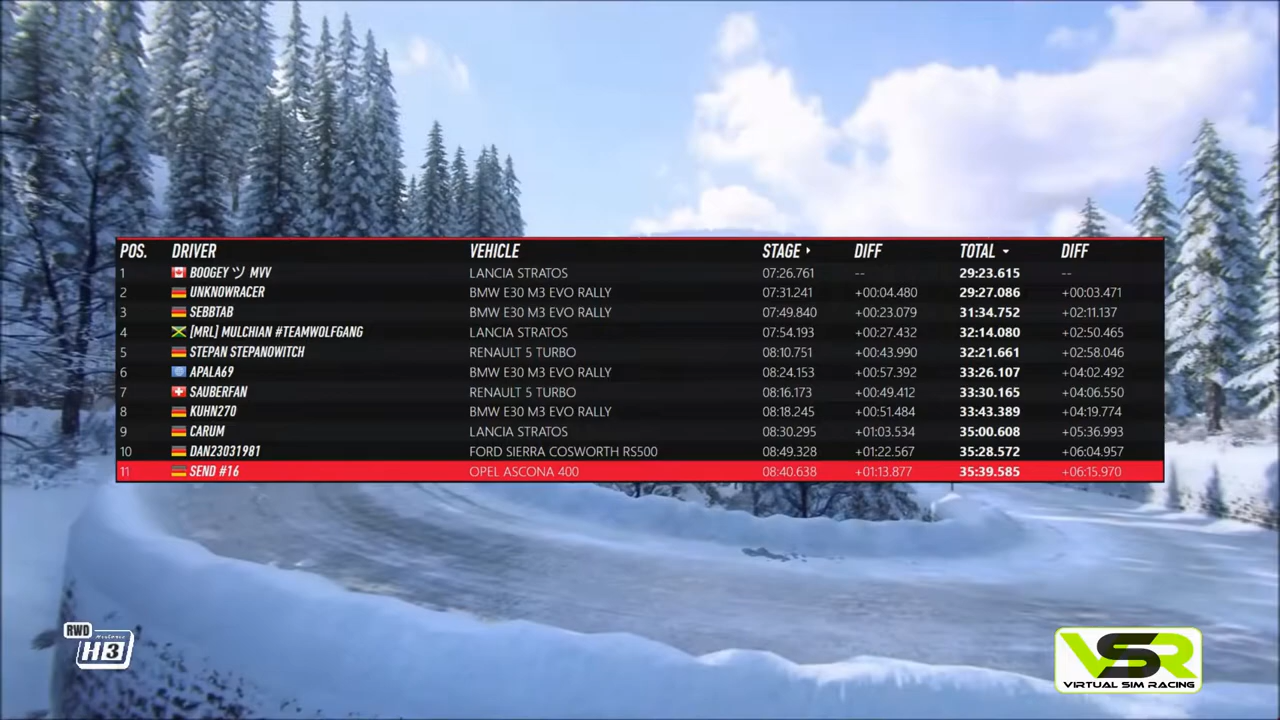 POS. DRIVER VEHICLE STAGE DIFF TOTAL DIFF
1 BOOGEY ツ MVV LANCIA STRATOS 07:26.761 -- 29:23.615 --
2 UNKNOWRACER BMW E30 M3 EVO RALLY 07:31.241 +00:04.480 29:27.086 +00:03.471
3 SEBBTAB BMW E30 M3 EVO RALLY 07:49.840 +00:23.079 31:34.752 +02:11.137
4 [MRL] MULCHIAN #TEAMWOLFGANG LANCIA STRATOS 07:54.193 +00:27.432 32:14.080 +02:50.465
5 STEPAN STEPANOWITCH RENAULT 5 TURBO 08:10.751 +00:43.990 32:21.661 +02:58.046
6 APALA69 BMW E30 M3 EVO RALLY 08:24.153 +00:57.392 33:26.107 +04:02.492
7 SAUBERFAN RENAULT 5 TURBO 08:16.173 +00:49.412 33:30.165 +04:06.550
8 KUHN270 BMW E30 M3 EVO RALLY 08:18.245 +00:51.484 33:43.389 +04:19.774
9 CARUM LANCIA STRATOS 08:30.295 +01:03.534 35:00.608 +05:36.993
10 DAN23031981 FORD SIERRA COSWORTH RS500 08:49.328 +01:22.567 35:28.572 +06:04.957
11 SEND #16 OPEL ASCONA 400 08:40.638 +01:13.877 35:39.585 +06:15.970
RWD
Historic
H3
VSR
VIRTUAL SIM RACING